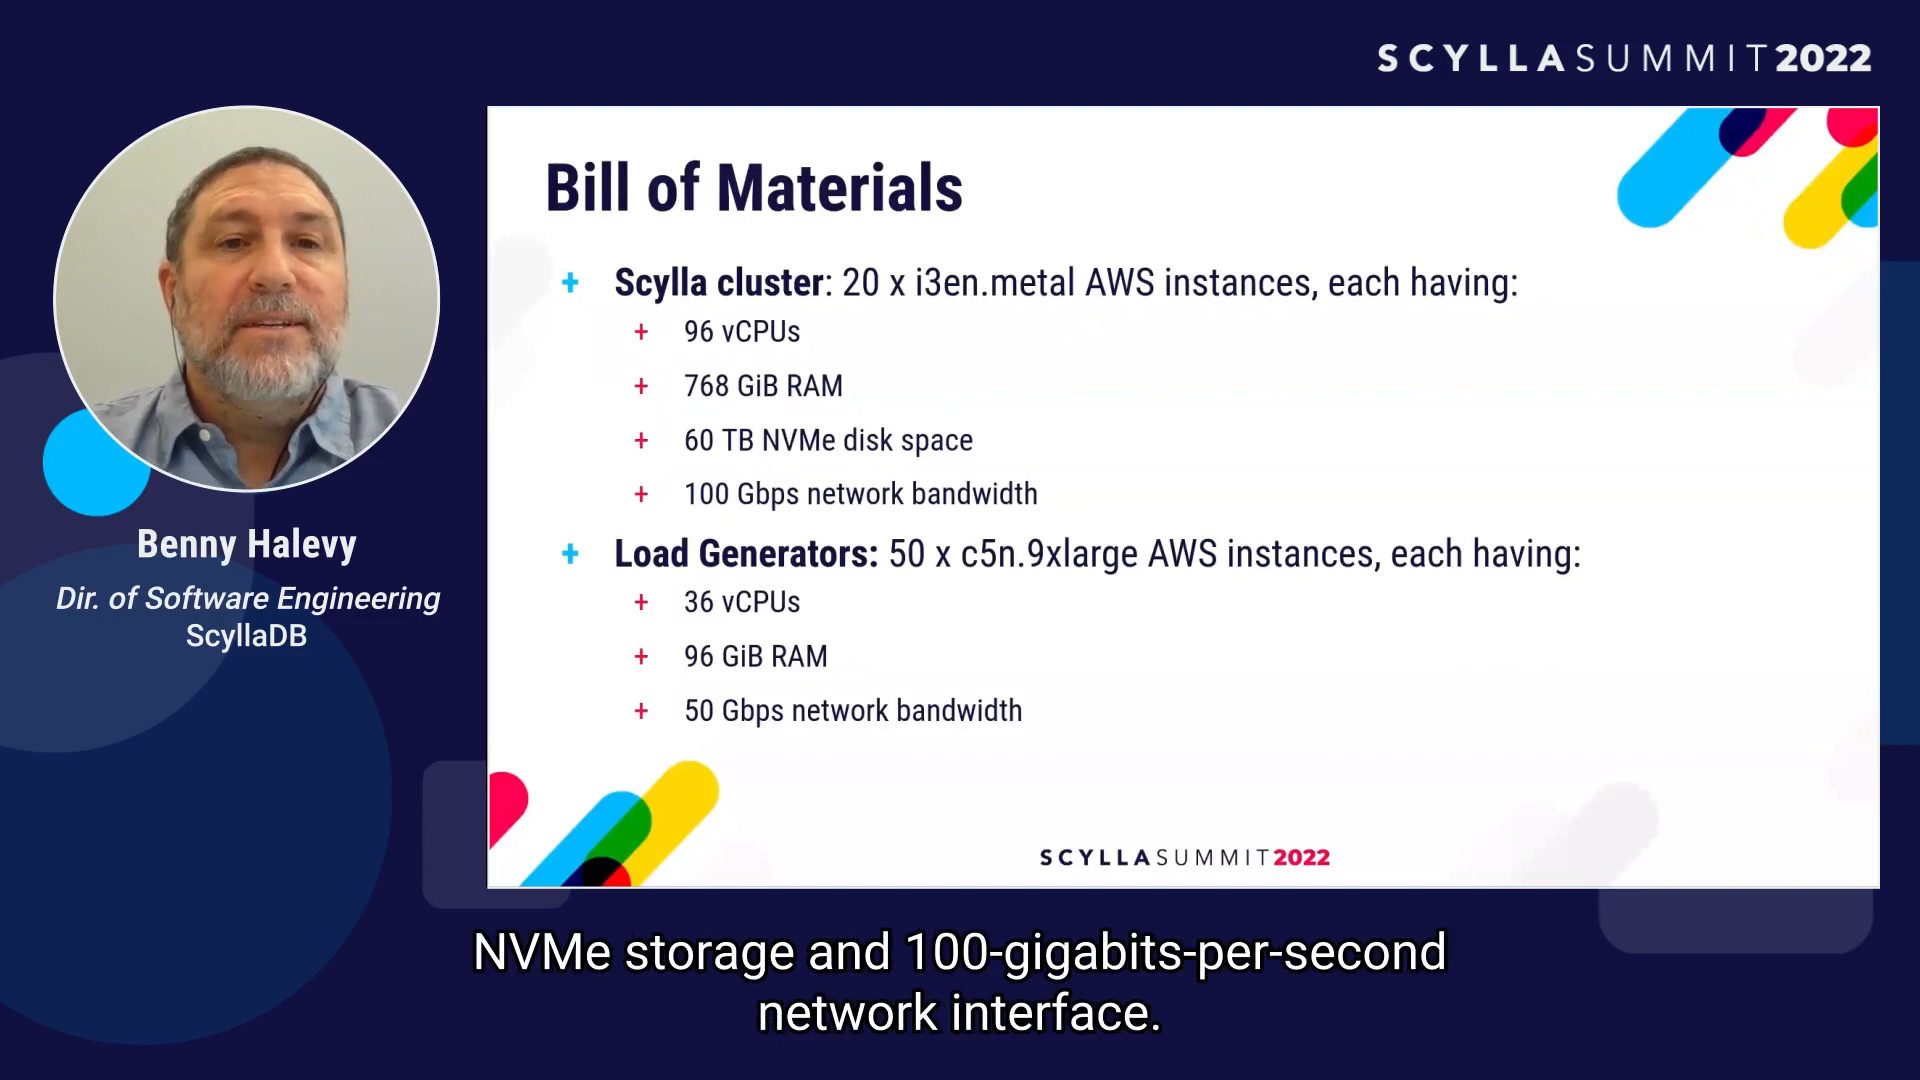 SCYLLASUMMIT2022
Bill of Materials
+ Scylla cluster: 20 x i3en.metal AWS instances, each having:
+ 96 vCPUs
+ 768 GiB RAM
+ 60 TB NVMe disk space
+ 100 Gbps network bandwidth
+ Load Generators: 50 x c5n.9xlarge AWS instances, each having:
+ 36 vCPUs
+ 96 GiB RAM
+ 50 Gbps network bandwidth
SCYLLASUMMIT2022
Benny Halevy
Dir. of Software Engineering
ScyllaDB
NVMe storage and 100-gigabits-per-second
network interface.